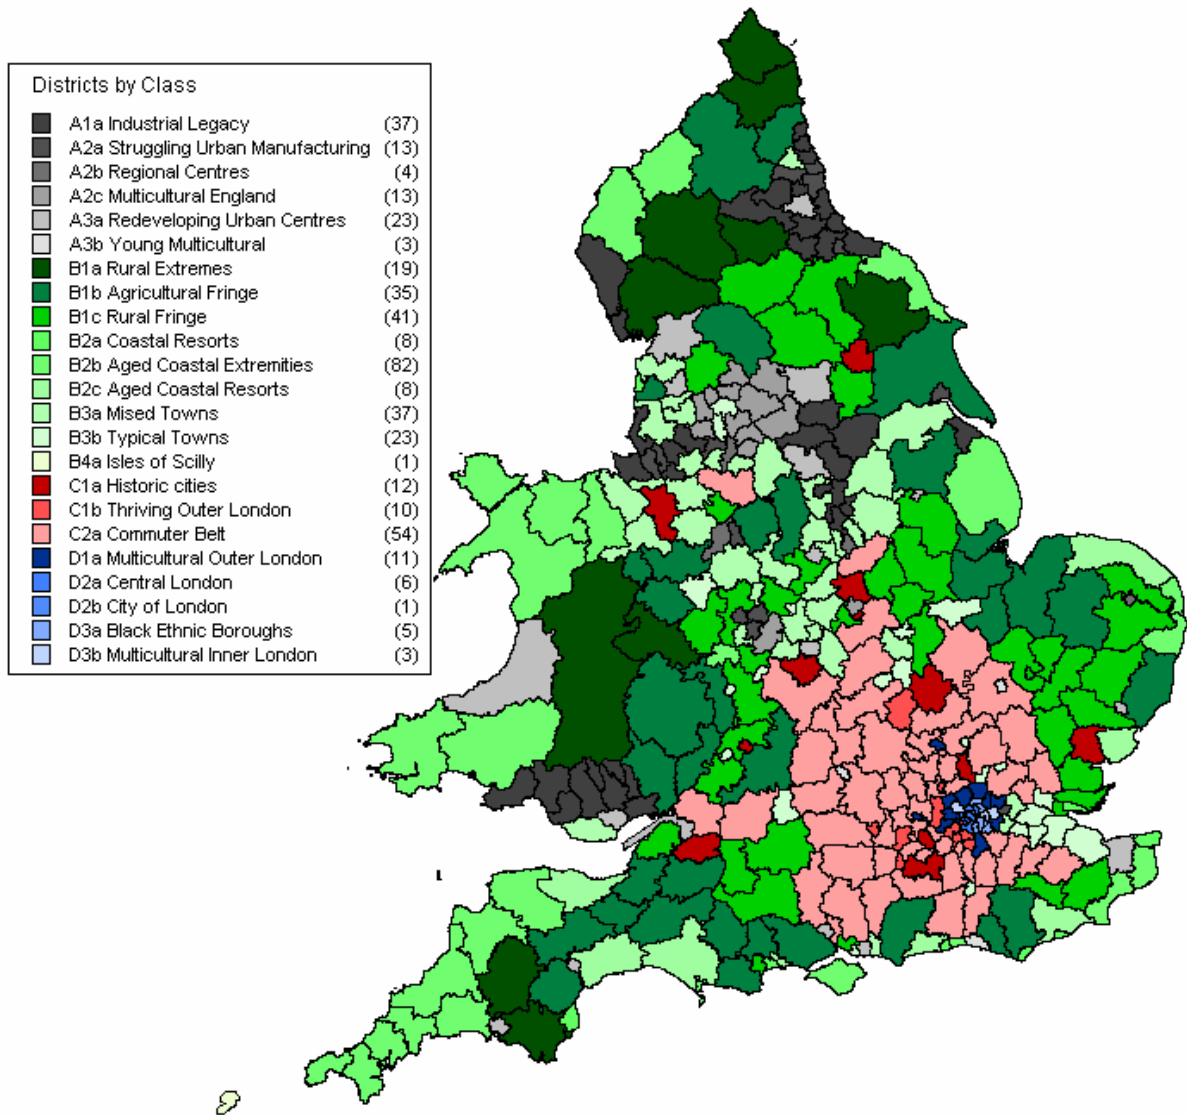 Districts by Class
A1a Industrial Legacy (37)
A2a Struggling Urban Manufacturing (13)
A2b Regional Centres (4)
A2c Multicultural England (13)
A3a Redeveloping Urban Centres (23)
A3b Young Multicultural (3)
B1a Rural Extremes (19)
B1b Agricultural Fringe (35)
B1c Rural Fringe (41)
B2a Coastal Resorts (8)
B2b Aged Coastal Extremities (82)
B2c Aged Coastal Resorts (8)
B3a Mised Towns (37)
B3b Typical Towns (23)
B4a Isles of Scilly (1)
C1a Historic cities (12)
C1b Thriving Outer London (10)
C2a Commuter Belt (54)
D1a Multicultural Outer London (11)
D2a Central London (6)
D2b City of London (1)
D3a Black Ethnic Boroughs (5)
D3b Multicultural Inner London (3)